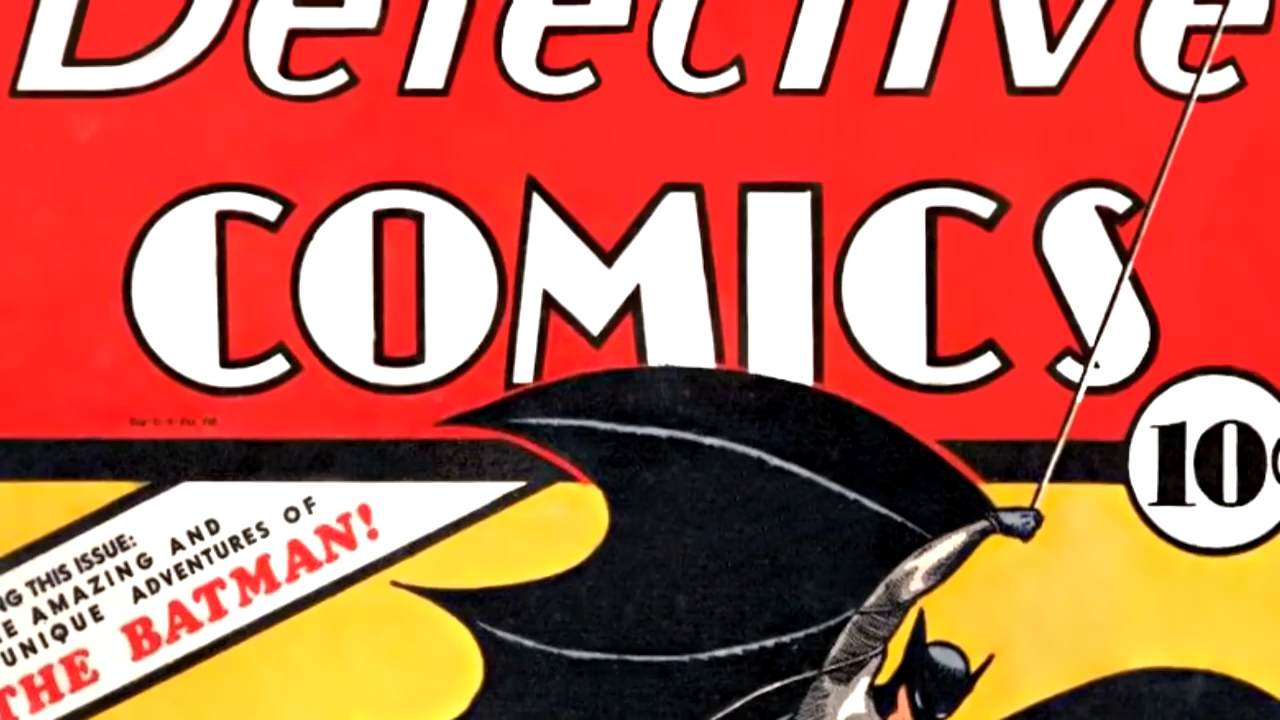 Detective
COMICS
10¢
NG THIS ISSUE:
E AMAZING AND
UNIQUE ADVENTURES OF
THE BATMAN!